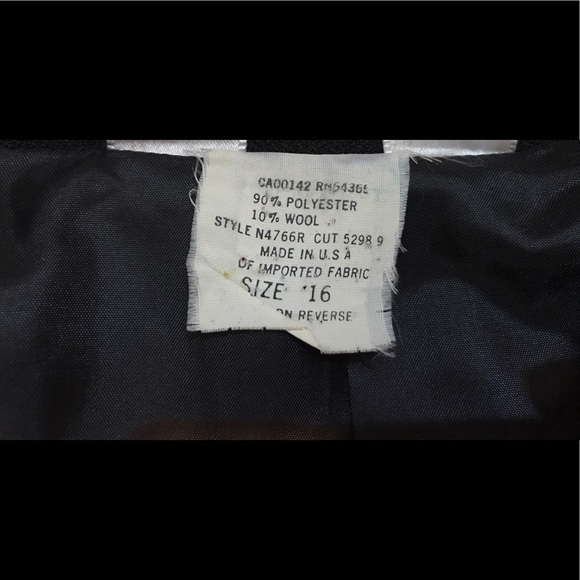 CA00142 RN54365
90% POLYESTER
10% WOOL
STYLE N4766R CUT 5298 9
MADE IN U.S.A
OF IMPORTED FABRIC
SIZE 16
ON REVERSE